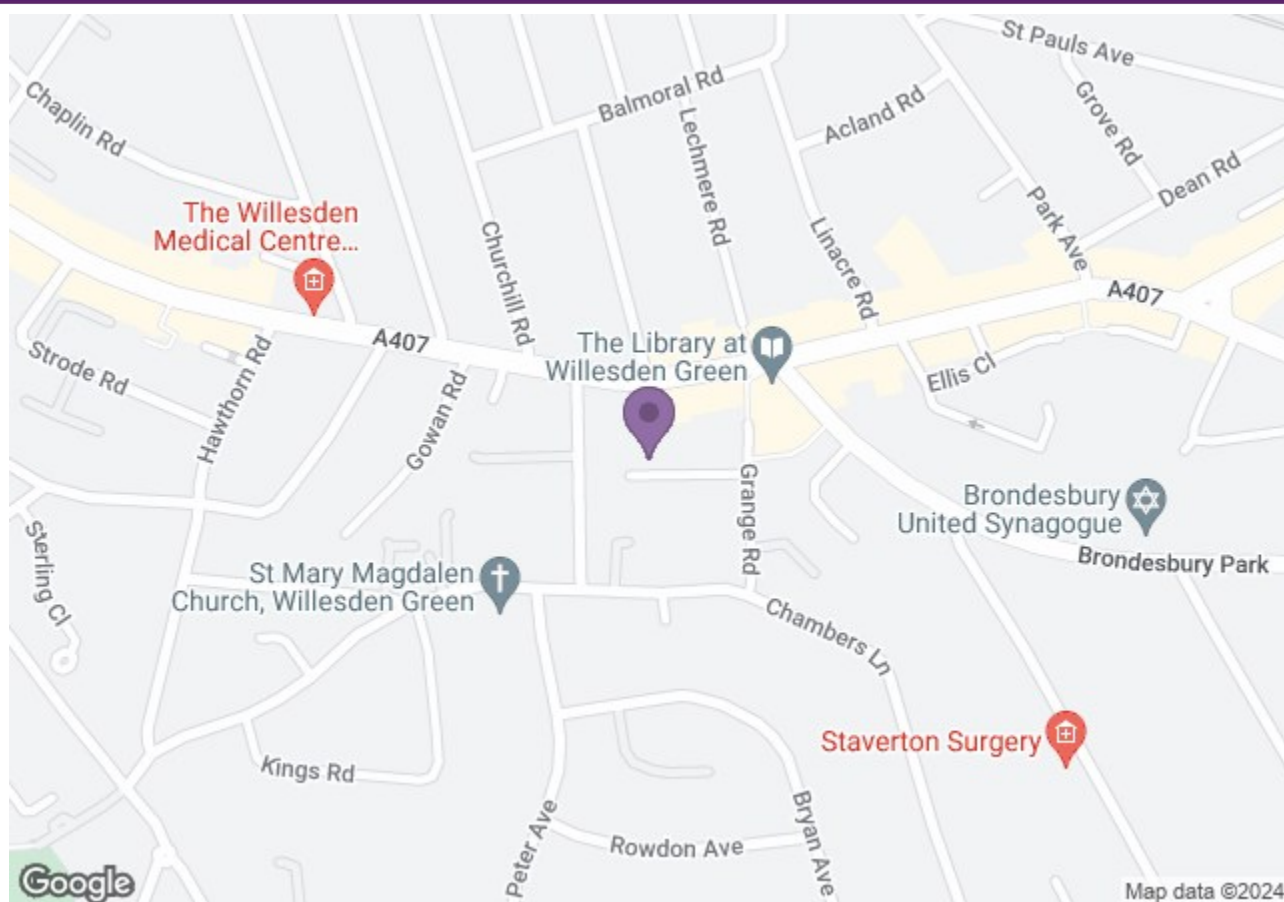 St Pauls Ave
Chaplin Rd
Balmoral Rd
Lechmere Rd
Acland Rd
Grove Rd
Dean Rd
The Willesden
Medical Centre...
Churchill Rd
Linacre Rd
Park Ave
A407
A407
Strode Rd
Hawthorn Rd
Gowan Rd
The Library at
Willesden Green
Ellis Cl
Grange Rd
Brondesbury
United Synagogue
Brondesbury Park
Sterling Cl
St Mary Magdalen
Church, Willesden Green
Chambers Ln
Staverton Surgery
Kings Rd
Peter Ave
Rowdon Ave
Bryan Ave
Google
Map data ©2024